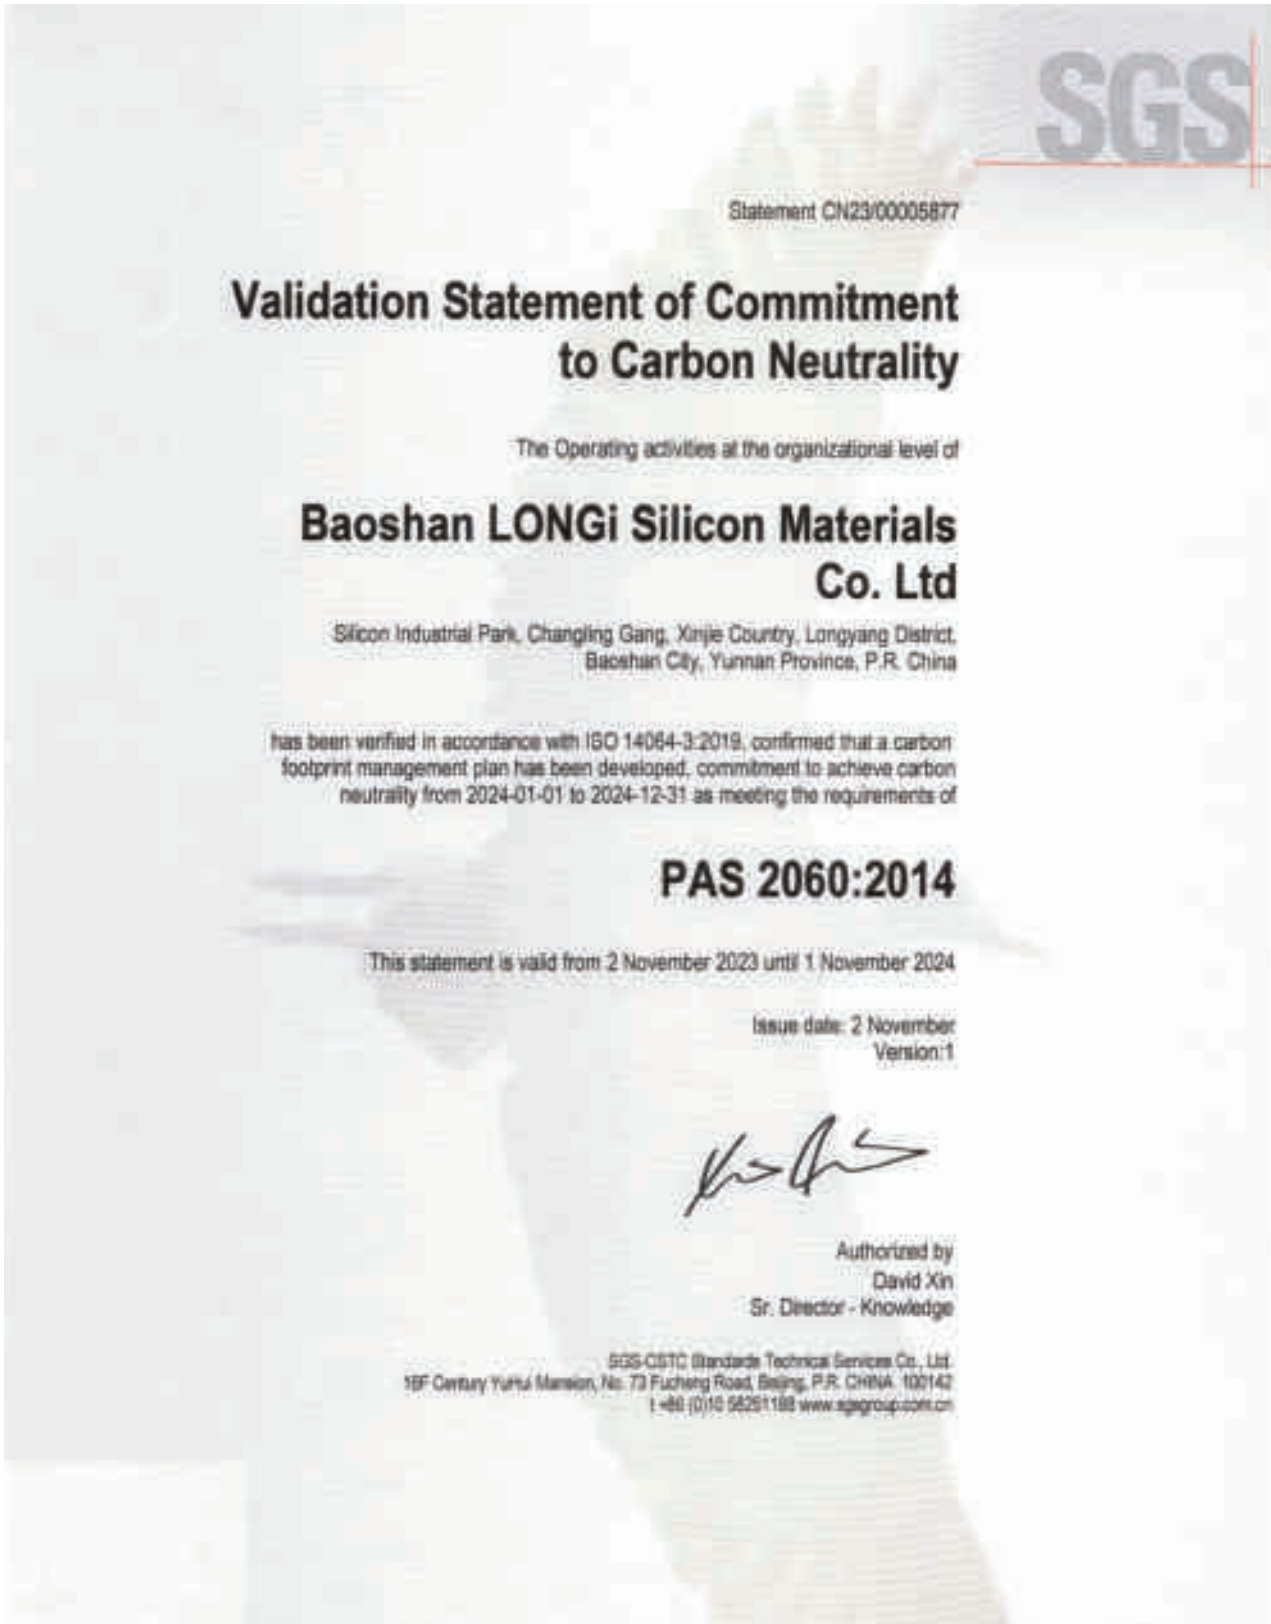 SGS
Statement CN23/00005877
Validation Statement of Commitment
to Carbon Neutrality
The Operating activities at the organizational level of
Baoshan LONGi Silicon Materials
Co. Ltd
Silicon Industrial Park, Changling Gang, Xinjie Country, Longyang District,
Baoshan City, Yunnan Province, P.R. China
has been verified in accordance with ISO 14064-3:2019, confirmed that a carbon
footprint management plan has been developed, commitment to achieve carbon
neutrality from 2024-01-01 to 2024-12-31 as meeting the requirements of
PAS 2060:2014
This statement is valid from 2 November 2023 until 1 November 2024
Issue date: 2 November
Version:1
Authorized by
David Xin
Sr. Director - Knowledge
SGS-CSTC Standards Technical Services Co., Ltd.
16F Century Yuhui Mansion, No. 73 Fucheng Road, Beijing, P.R. CHINA. 100142
t +86 (0)10 58251188 www.sgsgroup.com.cn